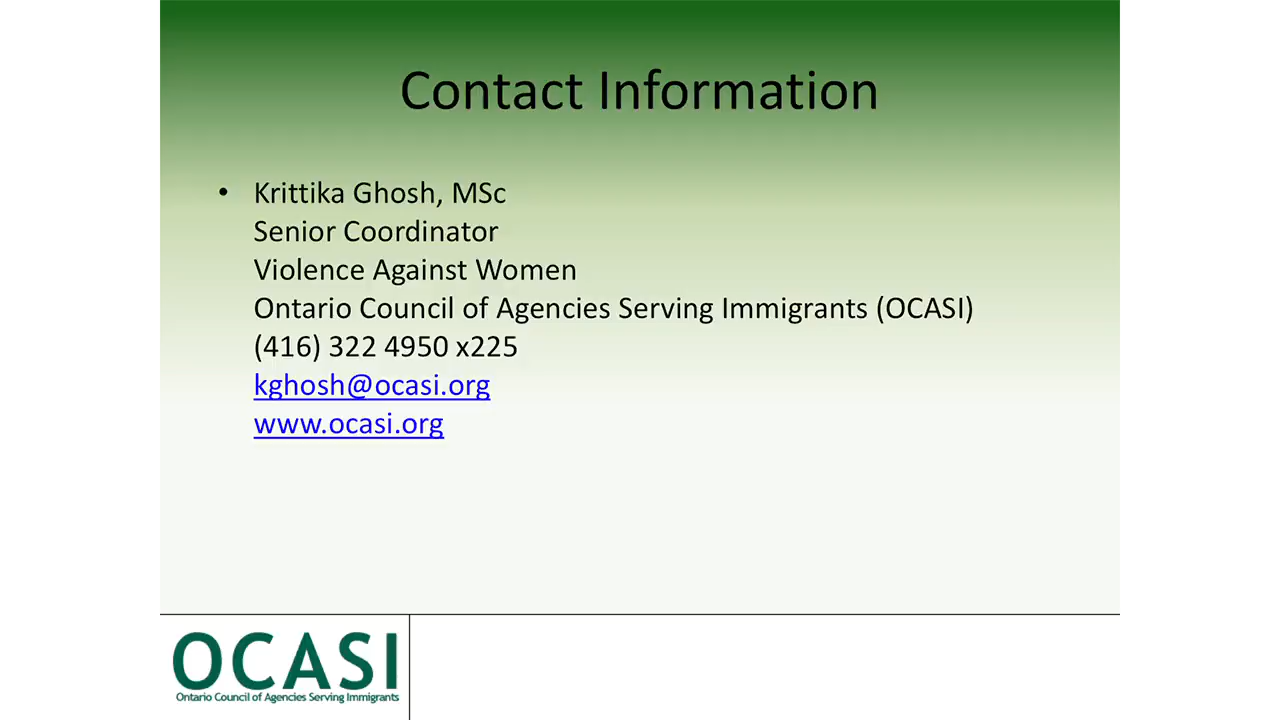 Contact Information
• Krittika Ghosh, MSc
Senior Coordinator
Violence Against Women
Ontario Council of Agencies Serving Immigrants (OCASI)
(416) 322 4950 x225
kghosh@ocasi.org
www.ocasi.org
OCASI
Ontario Council of Agencies Serving Immigrants